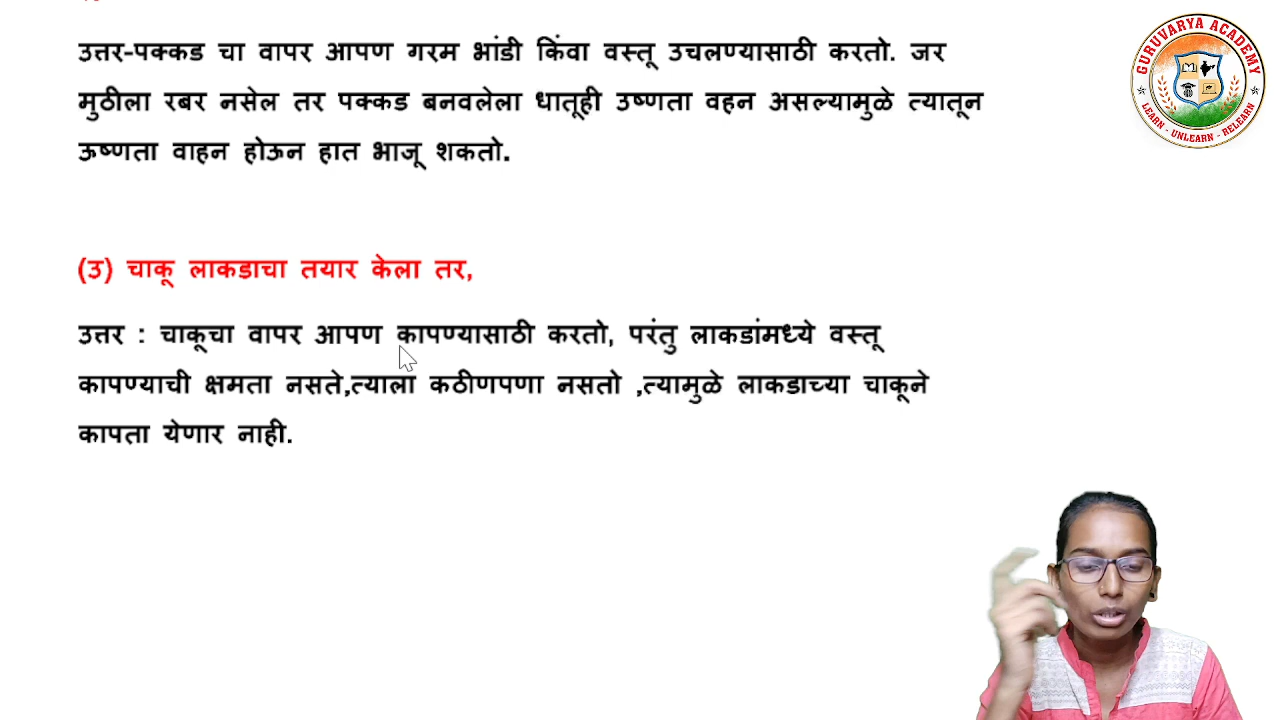 उत्तर-पक्कड चा वापर आपण गरम भांडी किंवा वस्तू उचलण्यासाठी करतो. जर
मुठीला रबर नसेल तर पक्कड बनवलेला धातूही उष्णता वहन असल्यामुळे त्यातून
ऊष्णता वाहन होऊन हात भाजू शकतो.
(उ) चाकू लाकडाचा तयार केला तर,
उत्तर : चाकूचा वापर आपण कापण्यासाठी करतो, परंतु लाकडांमध्ये वस्तू
कापण्याची क्षमता नसते,त्याला कठीणपणा नसतो ,त्यामुळे लाकडाच्या चाकूने
कापता येणार नाही.
GURUVARYA ACADEMY
LEARN - UNLEARN - RELEARN